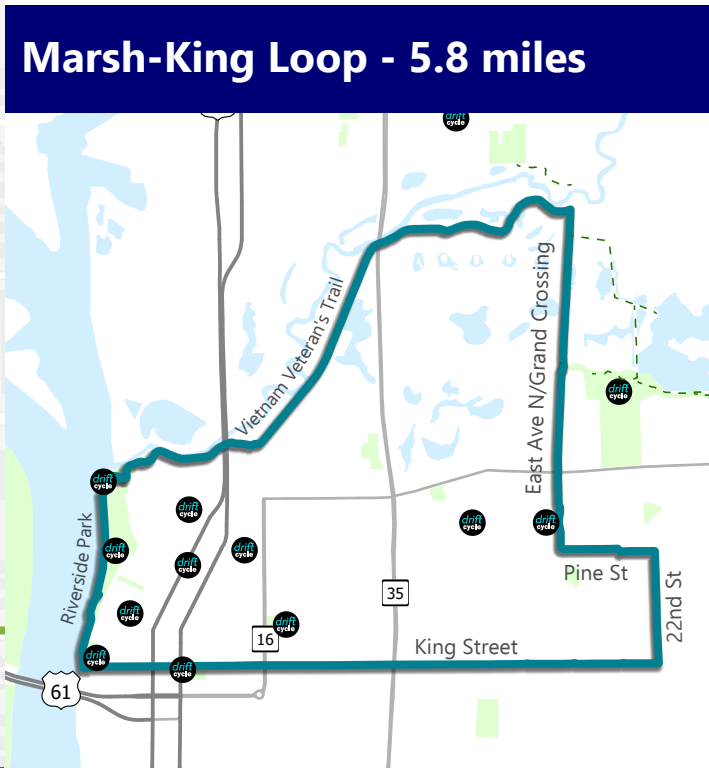 Marsh-King Loop - 5.8 miles
drift
cycle
Vietnam Veteran's Trail
East Ave N/Grand Crossing
drift
cycle
drift
cycle
drift
cycle
drift
cycle
drift
cycle
Riverside Park
drift
cycle
drift
cycle
drift
cycle
Pine St
22nd St
35
drift
cycle
drift
cycle
16
King Street
drift
cycle
drift
cycle
61